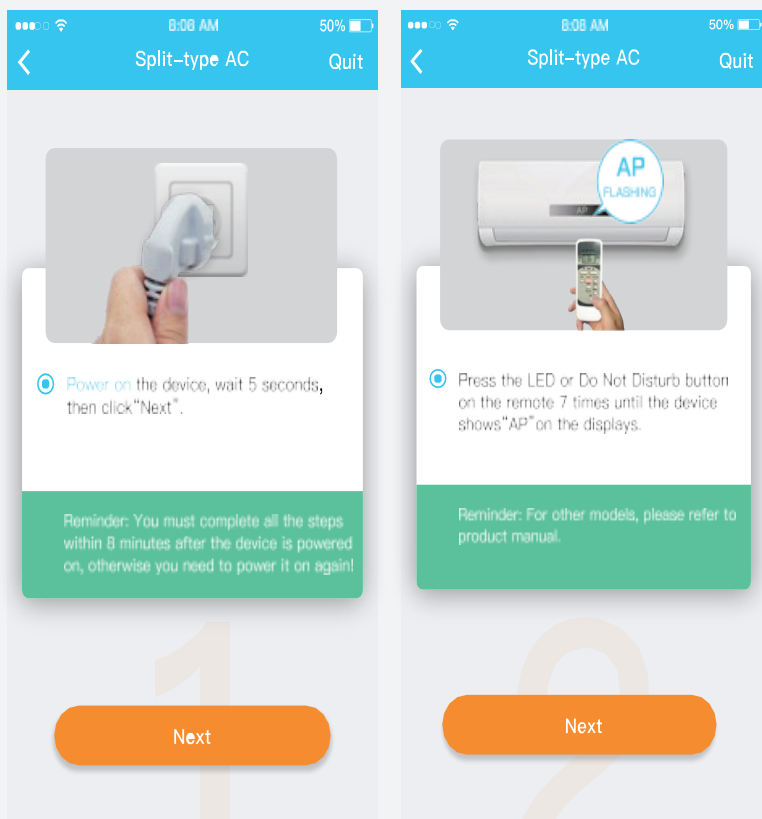 8:08 AM
50%
Split-type AC
Quit
Power on the device, wait 5 seconds,
then click"Next".
Reminder: You must complete all the steps
within 8 minutes after the device is powered
on, otherwise you need to power it on again!
1
Next
8:08 AM
50%
Split-type AC
Quit
AP
FLASHING
AP
Press the LED or Do Not Disturb button
on the remote 7 times until the device
shows"AP"on the displays.
Reminder: For other models, please refer to
product manual.
2
Next